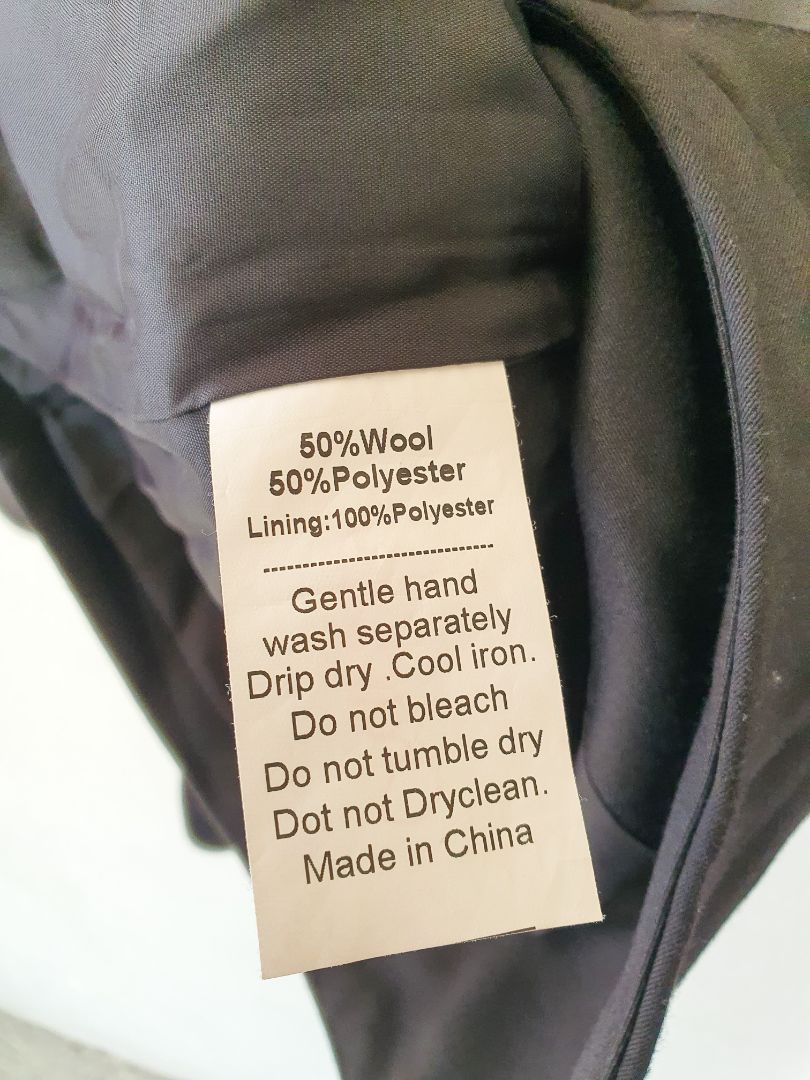 50%Wool
50%Polyester
Lining:100%Polyester
------------------------------
Gentle hand
wash separately
Drip dry .Cool iron.
Do not bleach
Do not tumble dry
Dot not Dryclean.
Made in China